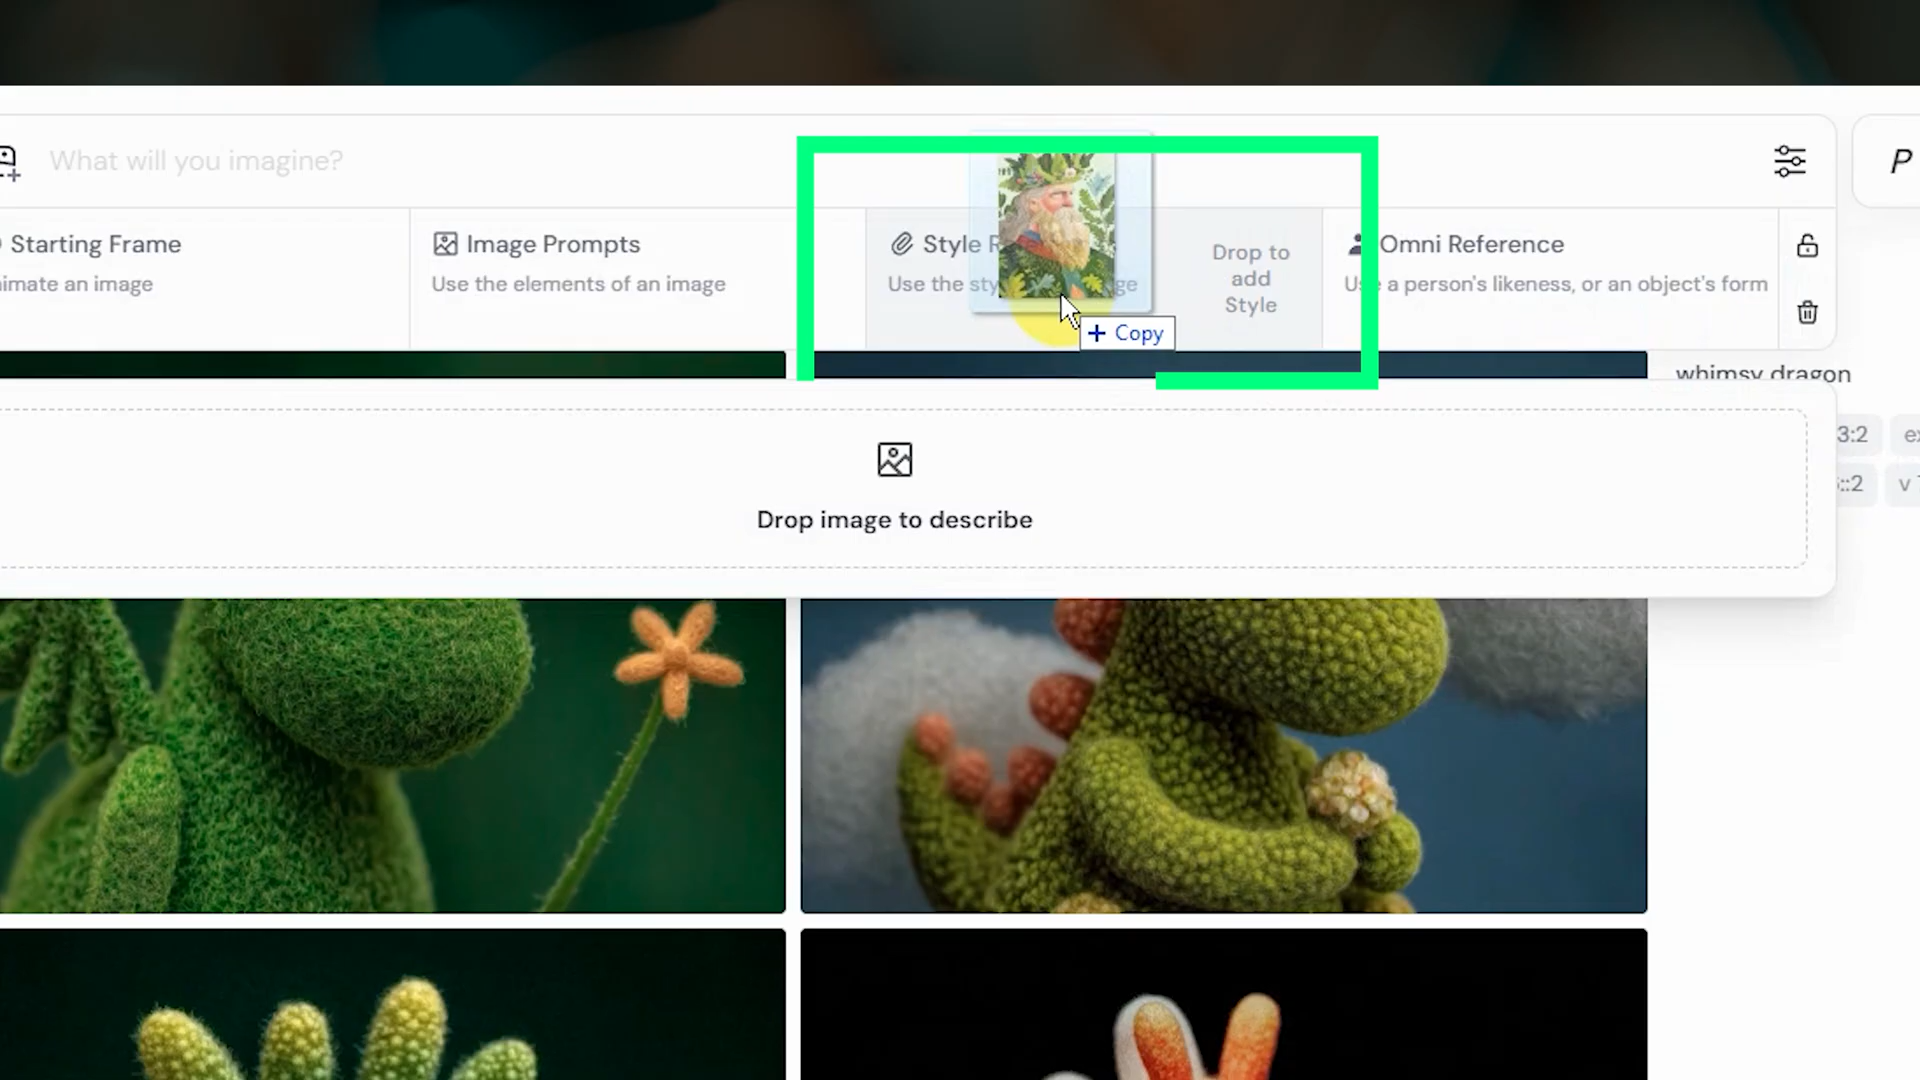 What will you imagine?
P
Starting Frame
Image Prompts
Style R
Drop to
add
Style
Omni Reference
imate an image
Use the elements of an image
Use the sty ge
a person's likeness, or an object's form
+ Copy
whimsy dragon
3:2
Drop image to describe
::2
v